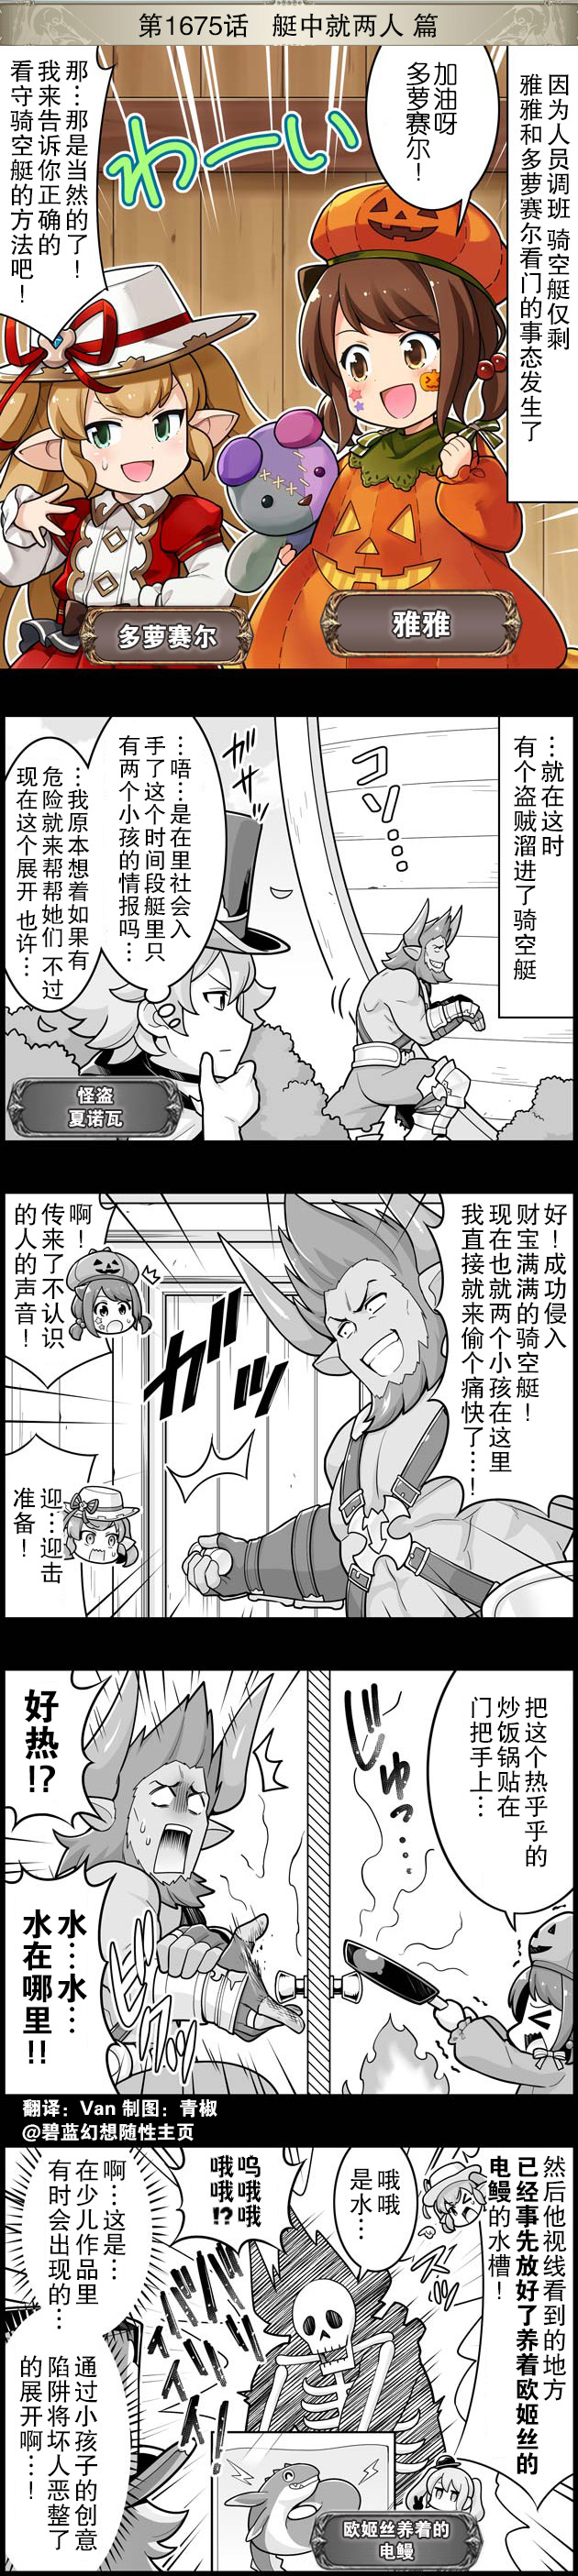 第1675话 艇中就两人 篇
因为人员调班 骑空艇仅剩
雅雅和多萝赛尔看门的事态发生了
加油呀
多萝赛尔！
わーい
那…那是当然的了！
我来告诉你正确的
看守骑空艇的方法吧！
雅雅
多萝赛尔
…就在这时
有个盗贼溜进了骑空艇
コソ…
ガサッ
…唔…是在里社会入
手了这个时间段艇里只
有两个小孩的情报吗…
…我原本想着如果有
危险就来帮帮她们 不过
现在这个展开 也许…
怪盗
夏诺瓦
好！成功侵入
财宝满满的骑空艇！
现在也就两个小孩在这里
我直接就来偷个痛快了…！
ガッ
啊！
传来了不认识
的人的声音！
迎…迎击
准备！
把这个热乎乎的
炒饭锅贴在
门把手上…
じゅっ…
好热!?
水…水…
水在哪里!!
翻译：Van 制图：青椒
@碧蓝幻想随性主页
然后他视线看到的地方
已经事先放好了养着欧姬丝的
电鳗的水槽！
哦哦
是水…
呜哦哦
哦哦!?
啊…这是…
在少儿作品里
有时会出现的…
通过小孩子的创意
陷阱将坏人恶整了
的展开啊…！
欧姬丝养着的
电鳗